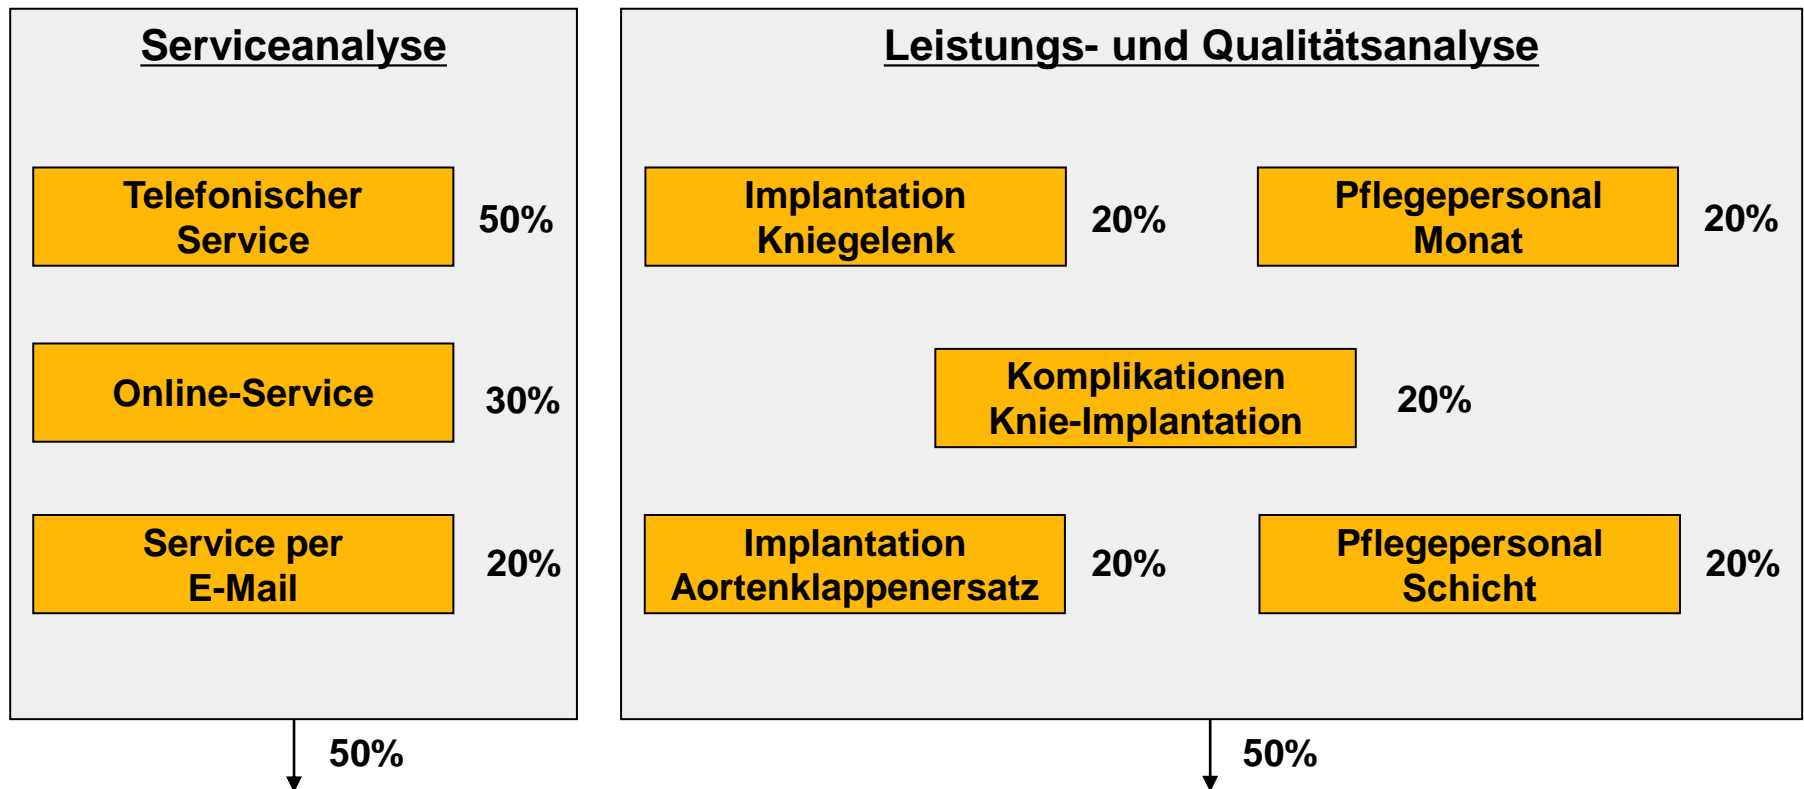 Serviceanalyse
Telefonischer
Service
50%
Online-Service
30%
Service per
E-Mail
20%
50%
Leistungs- und Qualitätsanalyse
Implantation
Kniegelenk
20%
Pflegepersonal
Monat
20%
Komplikationen
Knie-Implantation
20%
Implantation
Aortenklappenersatz
20%
Pflegepersonal
Schicht
20%
50%